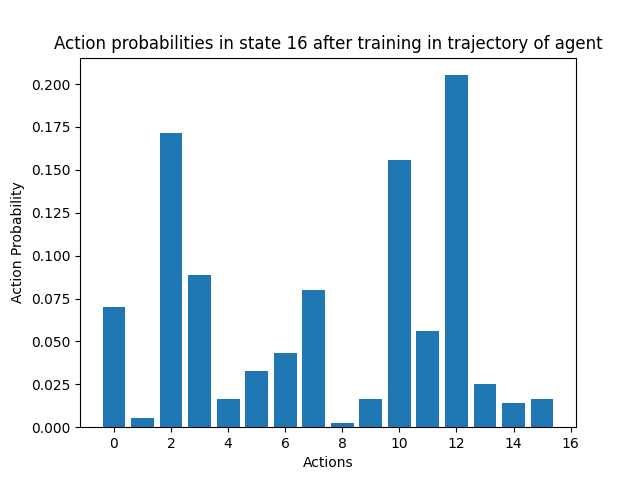 Action probabilities in state 16 after training in trajectory of agent
0.200
0.175
0.150
0.125
0.100
0.075
0.050
0.025
0.000
Action Probability
0 2 4 6 8 10 12 14 16
Actions